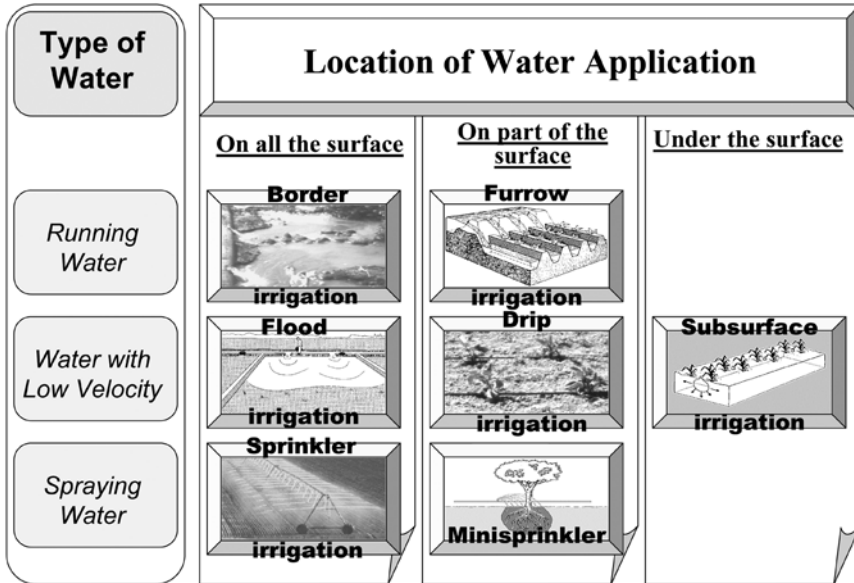 Type of
Water
Location of Water Application
On all the surface
On part of the
surface
Under the surface
Running
Water
Border
irrigation
Furrow
irrigation
Water with
Low Velocity
Flood
irrigation
Drip
irrigation
Subsurface
irrigation
Spraying
Water
Sprinkler
irrigation
Minisprinkler